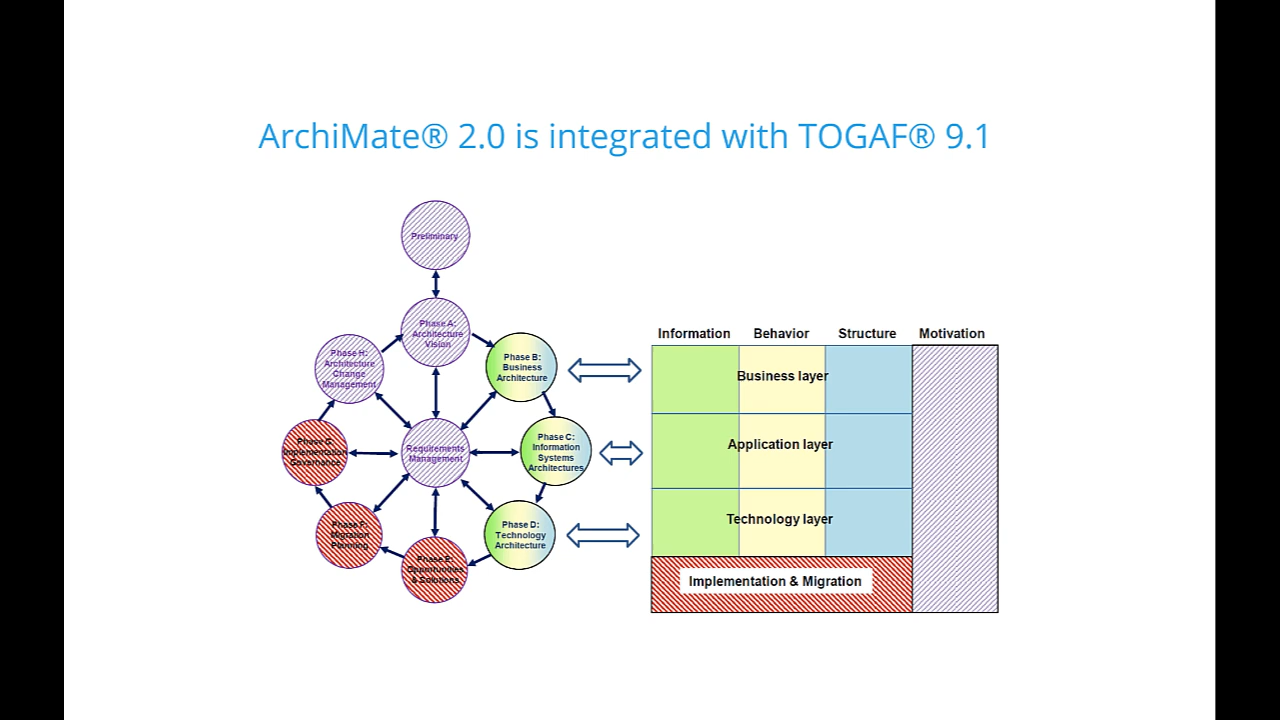 ArchiMate® 2.0 is integrated with TOGAF® 9.1
Preliminary
Phase A:
Architecture
Vision
Phase H:
Architecture
Change
Management
Phase B:
Business
Architecture
Requirements
Management
Phase G:
Implementation
Governance
Phase C:
Information
Systems
Architectures
Phase F:
Migration
Planning
Phase D:
Technology
Architecture
Phase E:
Opportunities
& Solutions
Information
Behavior
Structure
Motivation
Business layer
Application layer
Technology layer
Implementation & Migration